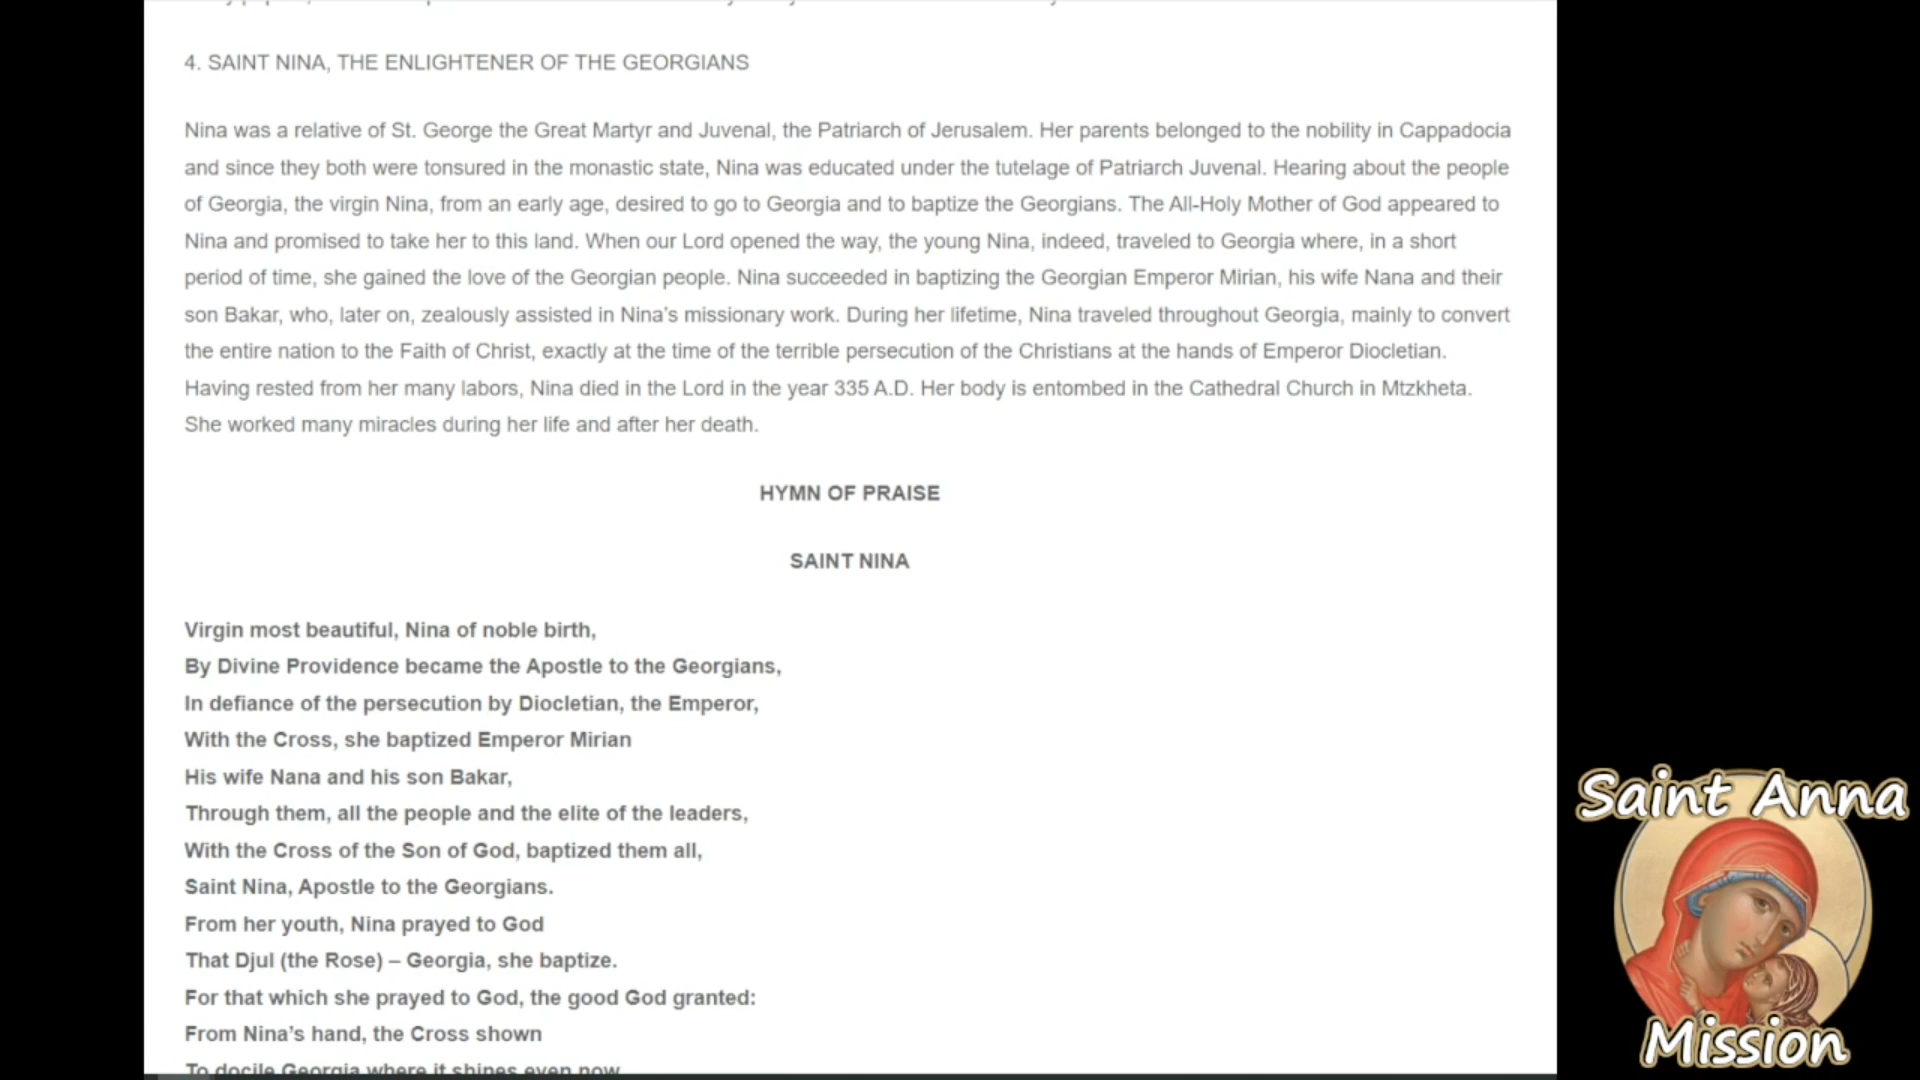 4. SAINT NINA, THE ENLIGHTENER OF THE GEORGIANS
Nina was a relative of St. George the Great Martyr and Juvenal, the Patriarch of Jerusalem. Her parents belonged to the nobility in Cappadocia
and since they both were tonsured in the monastic state, Nina was educated under the tutelage of Patriarch Juvenal. Hearing about the people
of Georgia, the virgin Nina, from an early age, desired to go to Georgia and to baptize the Georgians. The All-Holy Mother of God appeared to
Nina and promised to take her to this land. When our Lord opened the way, the young Nina, indeed, traveled to Georgia where, in a short
period of time, she gained the love of the Georgian people. Nina succeeded in baptizing the Georgian Emperor Mirian, his wife Nana and their
son Bakar, who, later on, zealously assisted in Nina’s missionary work. During her lifetime, Nina traveled throughout Georgia, mainly to convert
the entire nation to the Faith of Christ, exactly at the time of the terrible persecution of the Christians at the hands of Emperor Diocletian.
Having rested from her many labors, Nina died in the Lord in the year 335 A.D. Her body is entombed in the Cathedral Church in Mtzkheta.
She worked many miracles during her life and after her death.
HYMN OF PRAISE
SAINT NINA
Virgin most beautiful, Nina of noble birth,
By Divine Providence became the Apostle to the Georgians,
In defiance of the persecution by Diocletian, the Emperor,
With the Cross, she baptized Emperor Mirian
His wife Nana and his son Bakar,
Through them, all the people and the elite of the leaders,
With the Cross of the Son of God, baptized them all,
Saint Nina, Apostle to the Georgians.
From her youth, Nina prayed to God
That Djul (the Rose) – Georgia, she baptize.
For that which she prayed to God, the good God granted:
From Nina’s hand, the Cross shown
To docile Georgia where it shines even now
Saint Anna
Mission